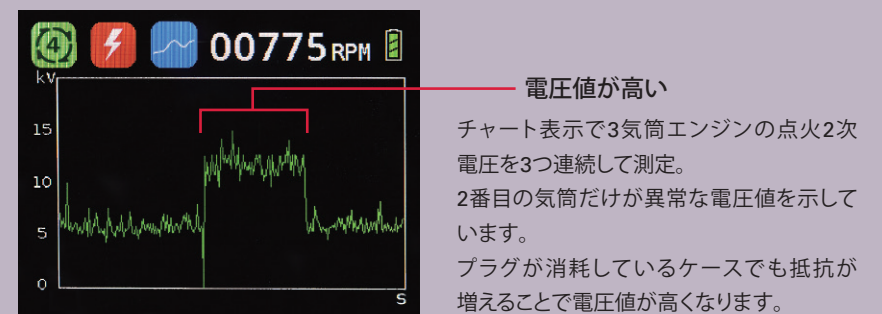 4
00775 RPM
kV
15
10
5
0
S
電圧値が高い
チャート表示で3気筒エンジンの点火2次
電圧を3つ連続して測定。
2番目の気筒だけが異常な電圧値を示して
います。
プラグが消耗しているケースでも抵抗が
増えることで電圧値が高くなります。